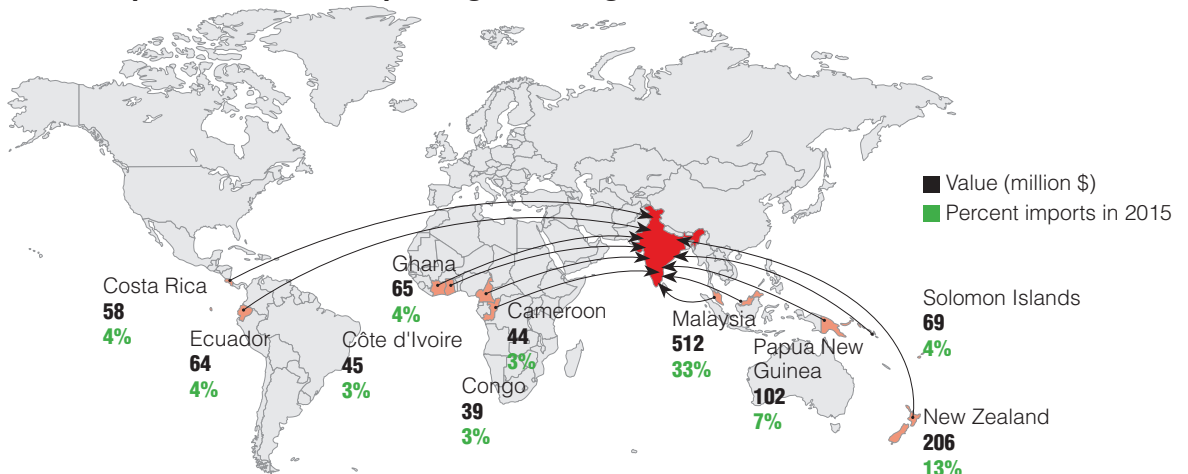 Value (million $)
Percent imports in 2015
Costa Rica
58
4%
Ecuador
64
4%
Côte d'Ivoire
45
3%
Ghana
65
4%
Cameroon
44
3%
Congo
39
3%
Malaysia
512
33%
Papua New
Guinea
102
7%
Solomon Islands
69
4%
New Zealand
206
13%